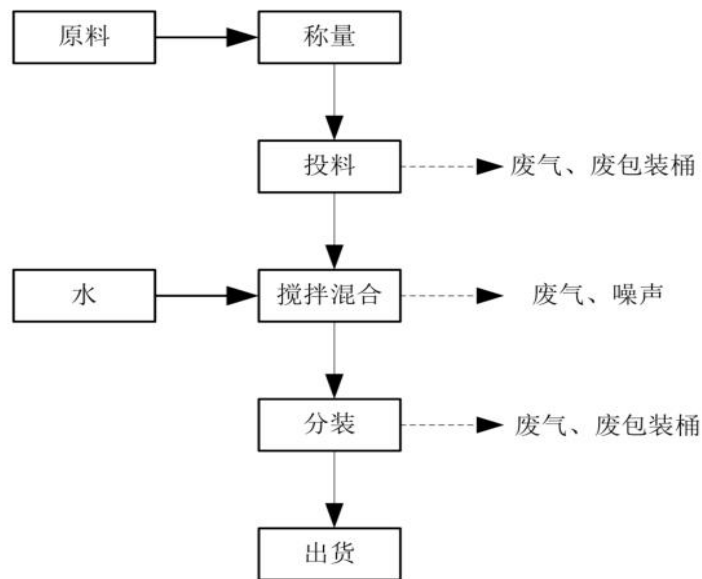 原料
称量
投料
废气、废包装桶
水
搅拌混合
废气、噪声
分装
废气、废包装桶
出货